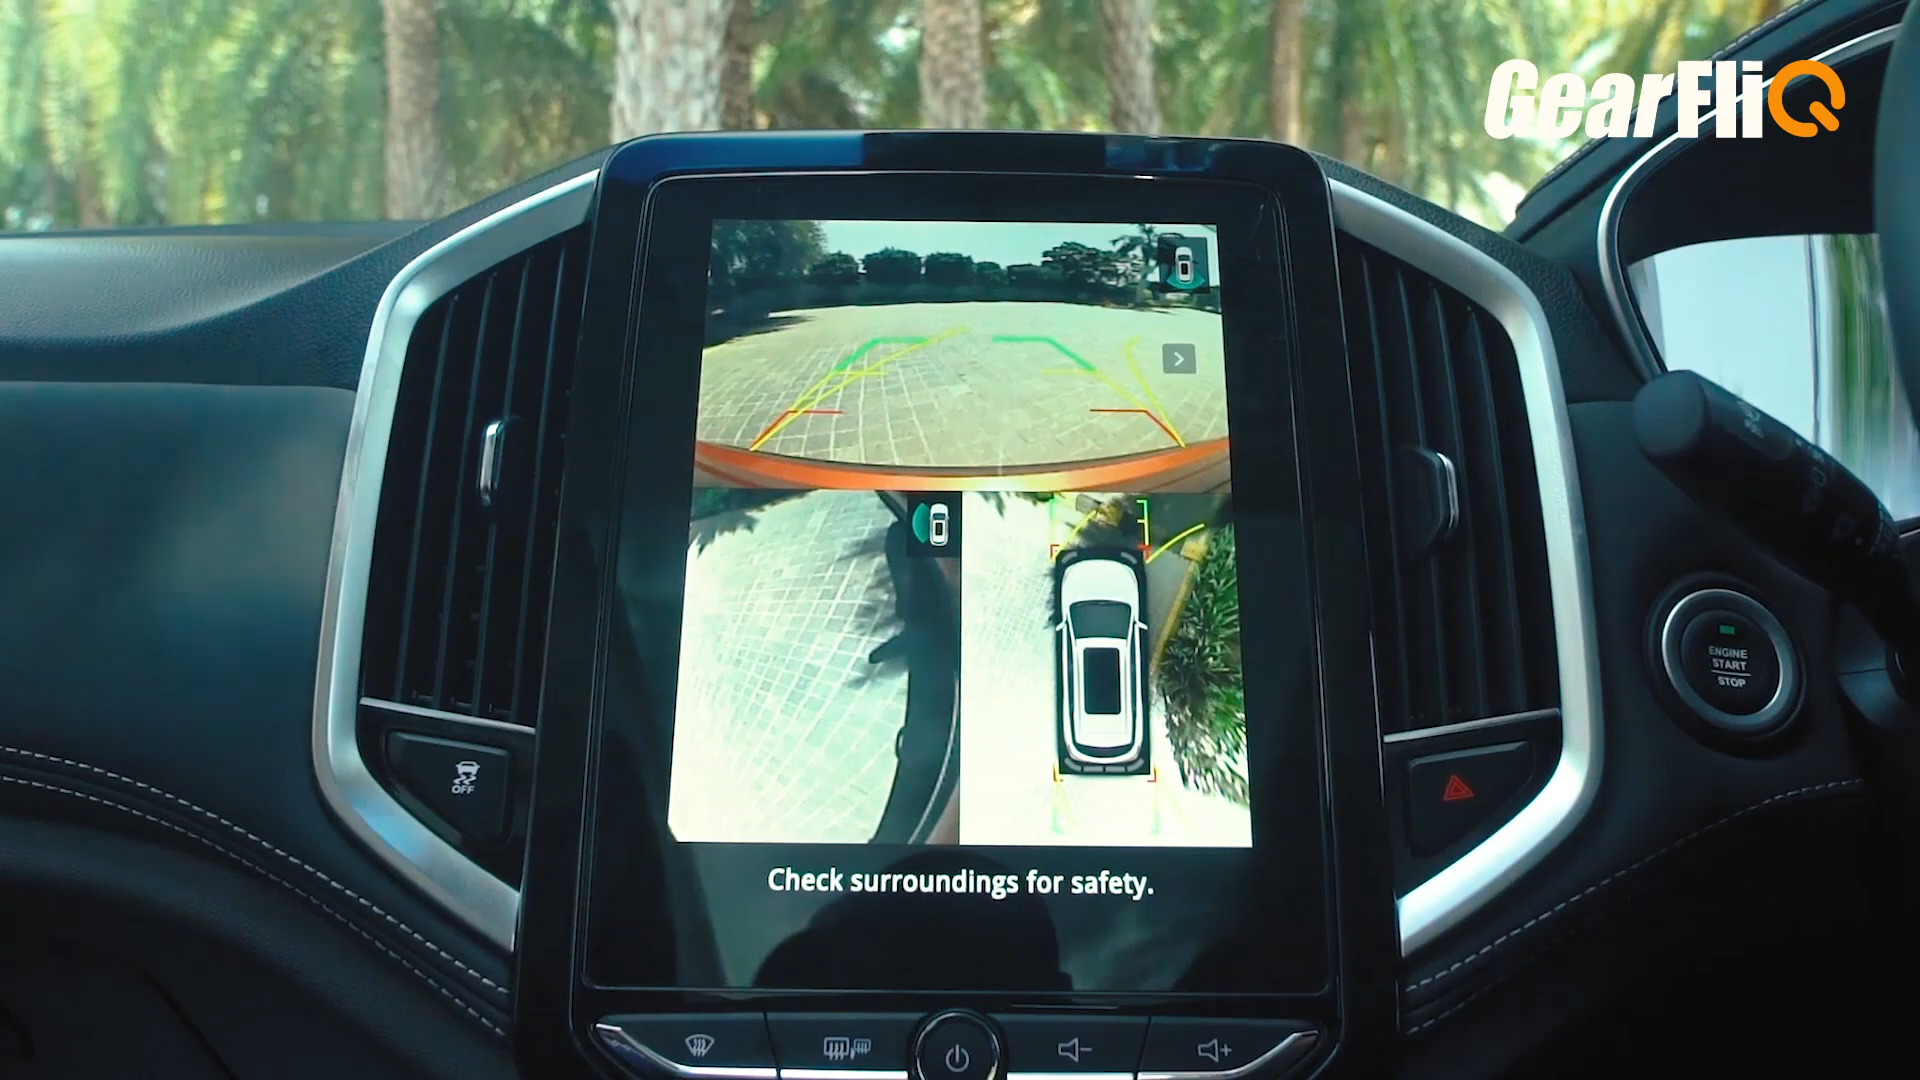 GearFliQ
Check surroundings for safety.
ENGINE
START
STOP
OFF